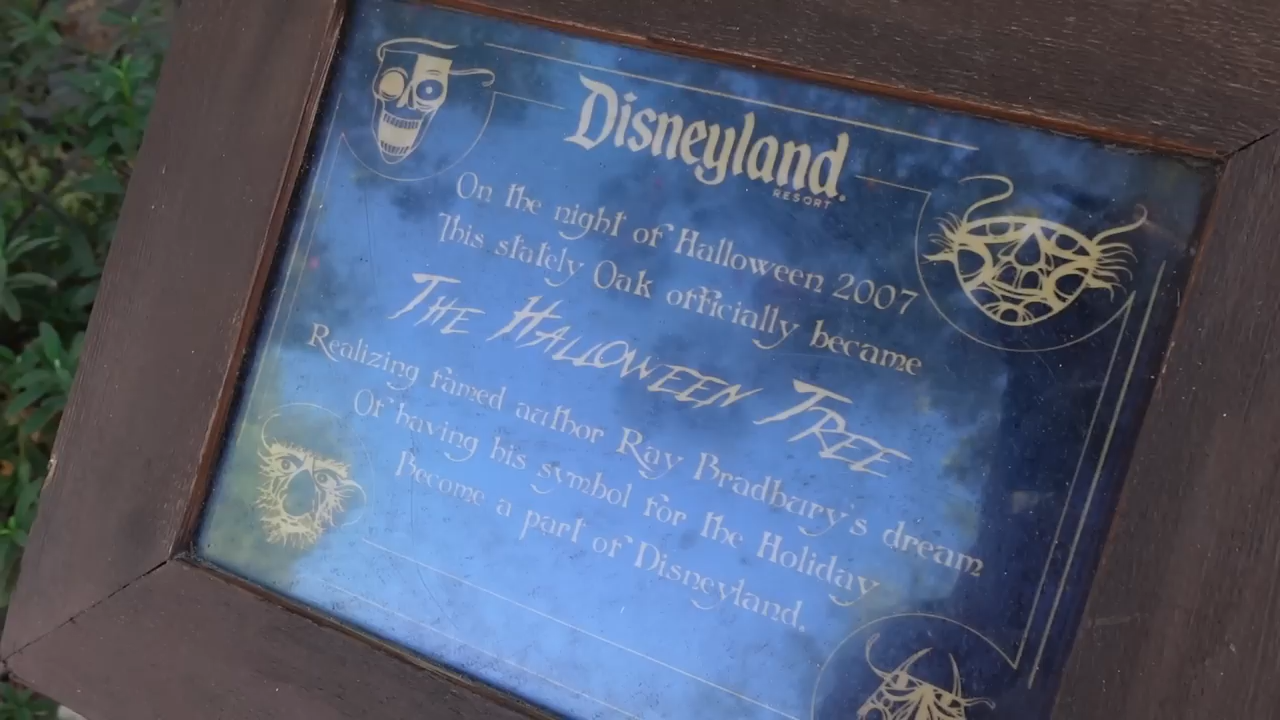 Disneyland
RESORT
On the night of Halloween 2007
This stately Oak officially became
THE HALLOWEEN TREE
Realizing famed author Ray Bradbury's dream
Of having his symbol for the Holiday
Become a part of Disneyland.